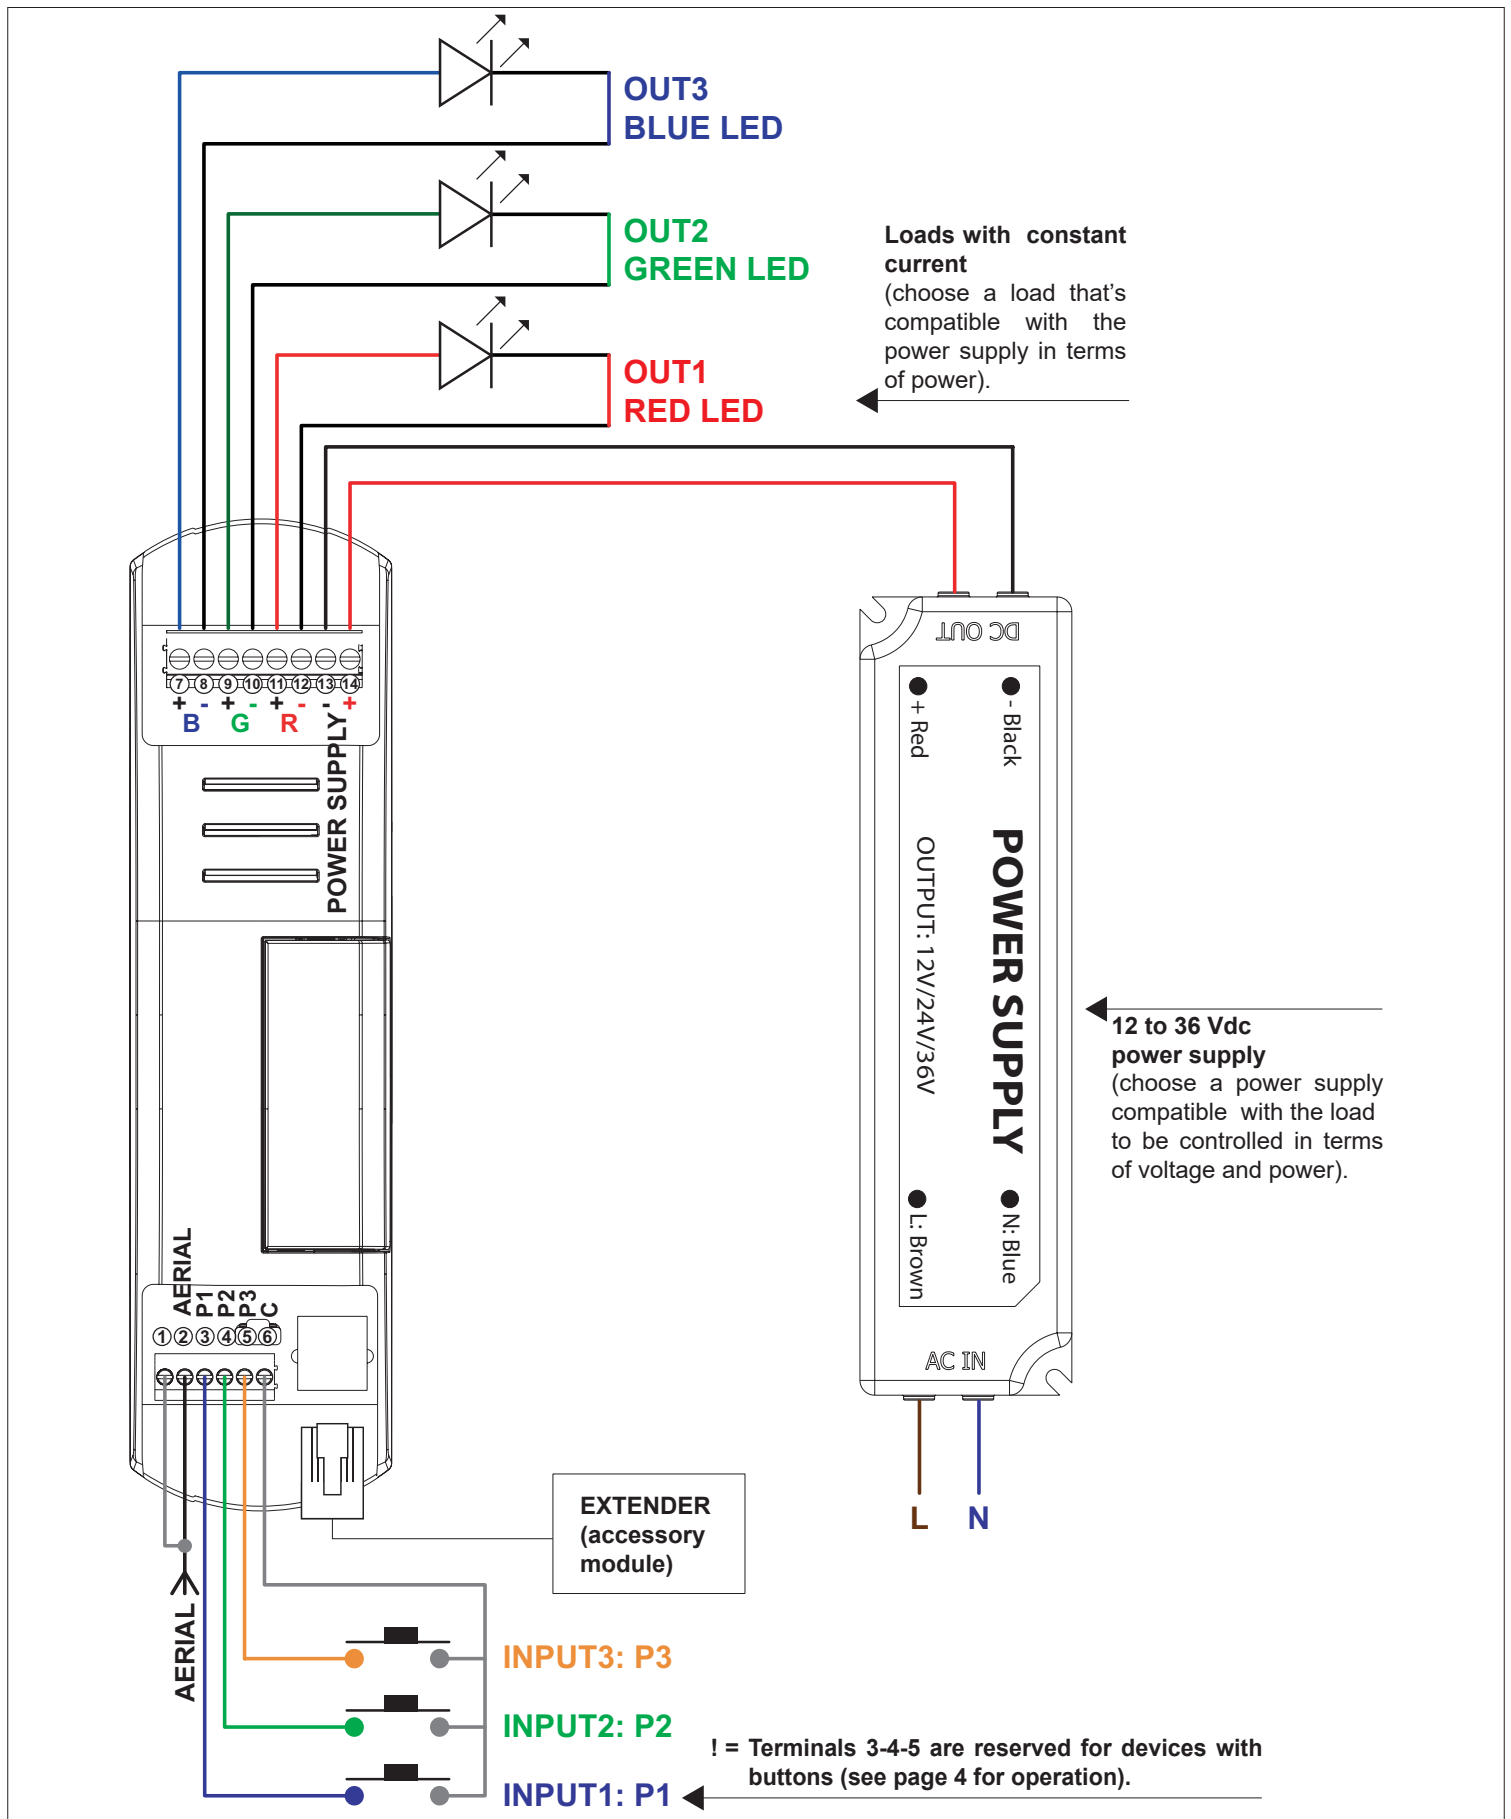 OUT3
BLUE LED
OUT2
GREEN LED
OUT1
RED LED
Loads with constant
current
(choose a load that's
compatible with the
power supply in terms
of power).
7 8 9 10 11 12 13 14
+ - + - + - - +
B G R
POWER SUPPLY
DC OUT
+ Red
- Black
OUTPUT: 12V/24V/36V
POWER SUPPLY
L: Brown
N: Blue
AC IN
L N
12 to 36 Vdc
power supply
(choose a power supply
compatible with the load
to be controlled in terms
of voltage and power).
AERIAL
P1
P2
P3
C
1 2 3 4 5 6
EXTENDER
(accessory
module)
AERIAL
INPUT3: P3
INPUT2: P2
INPUT1: P1
! = Terminals 3-4-5 are reserved for devices with
buttons (see page 4 for operation).